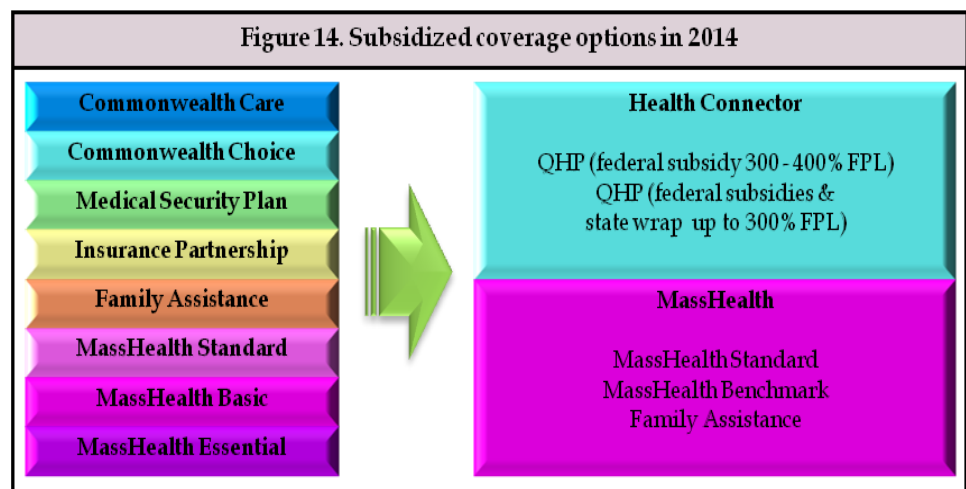 Figure 14. Subsidized coverage options in 2014
Commonwealth Care
Commonwealth Choice
Medical Security Plan
Insurance Partnership
Family Assistance
MassHealth Standard
MassHealth Basic
MassHealth Essential
Health Connector
QHP (federal subsidy 300 - 400% FPL)
QHP (federal subsidies &
state wrap up to 300% FPL)
MassHealth
MassHealth Standard
MassHealth Benchmark
Family Assistance